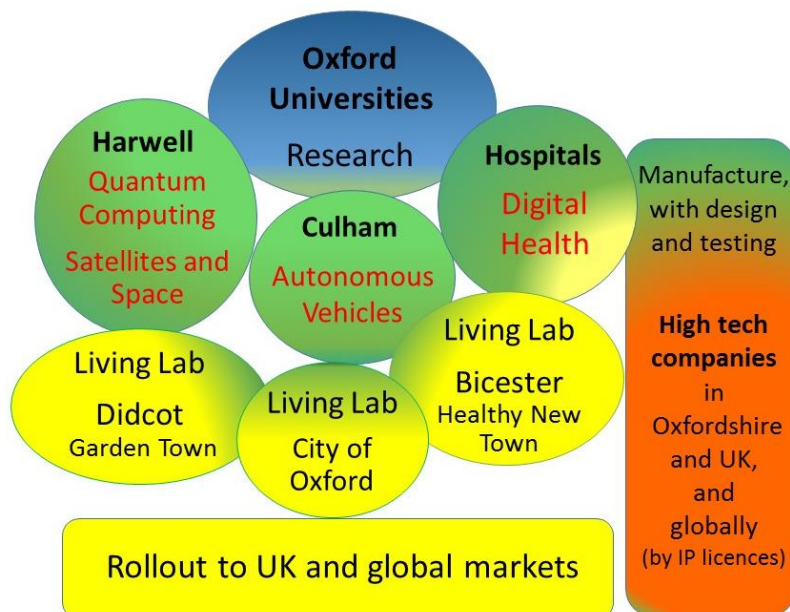 Oxford
Universities
Research
Harwell
Quantum
Computing
Satellites and
Space
Hospitals
Digital
Health
Culham
Autonomous
Vehicles
Living Lab
Didcot
Garden Town
Living Lab
City of
Oxford
Living Lab
Bicester
Healthy New
Town
Manufacture,
with design
and testing
High tech
companies
in
Oxfordshire
and UK,
and
globally
(by IP licences)
Rollout to UK and global markets